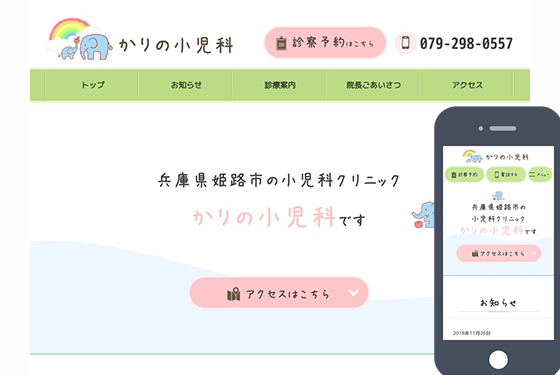 かりの小児科
診察予約はこちら
079-298-0557
トップ
お知らせ
診療案内
院長ごあいさつ
アクセス
兵庫県姫路市の小児科クリニック
かりの小児科です
アクセスはこちら
かりの小児科
診察予約
電話する
メニュー
兵庫県姫路市の
小児科クリニック
かりの小児科です
アクセスはこちら
お知らせ
2018年11月26日